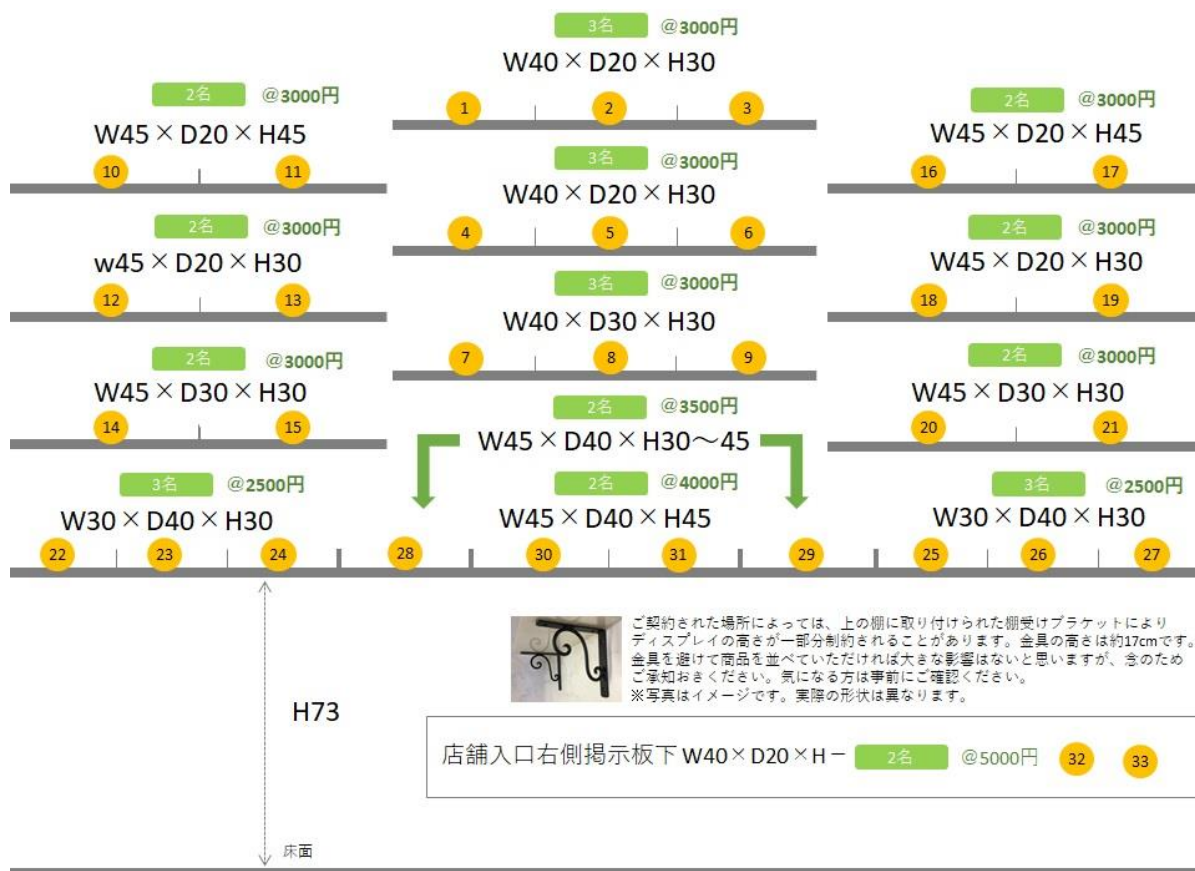 3名 @3000円
W40×D20×H30
1 2 3
2名 @3000円
W45×D20×H45
10 11
2名 @3000円
W45×D20×H45
16 17
3名 @3000円
W40×D20×H30
4 5 6
2名 @3000円
w45×D20×H30
12 13
2名 @3000円
W45×D20×H30
18 19
3名 @3000円
W40×D30×H30
7 8 9
2名 @3000円
W45×D30×H30
14 15
2名 @3000円
W45×D30×H30
20 21
2名 @3500円
W45×D40×H30～45
3名 @2500円
W30×D40×H30
2名 @4000円
W45×D40×H45
3名 @2500円
W30×D40×H30
22 23 24 28 30 31 29 25 26 27
ご契約された場所によっては、上の棚に取り付けられた棚受けブラケットにより
ディスプレイの高さが一部分制約されることがあります。金具の高さは約17cmです。
金具を避けて商品を並べていただければ大きな影響はないと思いますが、念のため
ご承知おきください。気になる方は事前にご確認ください。
※写真はイメージです。実際の形状は異なります。
H73
店舗入口右側掲示板下 W40×D20×H－ 2名 @5000円 32 33
床面